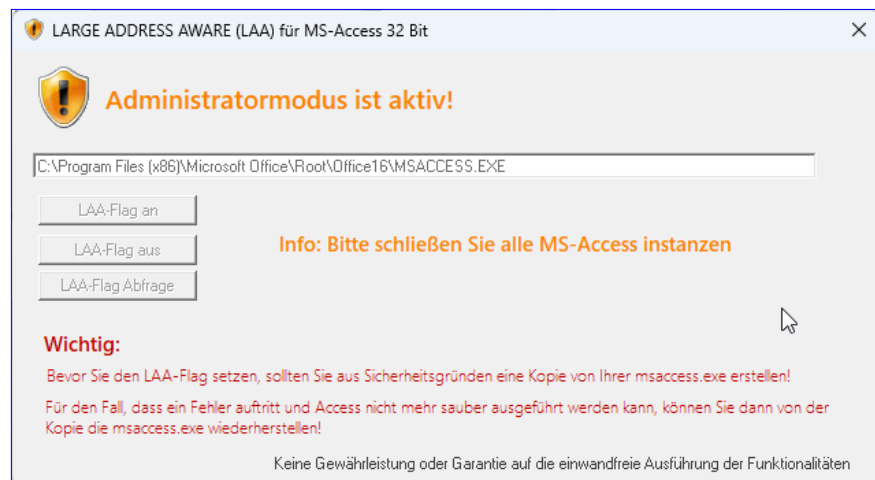 LARGE ADDRESS AWARE (LAA) für MS-Access 32 Bit
Administratormodus ist aktiv!
C:\Program Files (x86)\Microsoft Office\Root\Office16\MSACCESS.EXE
LAA-Flag an
LAA-Flag aus
Info: Bitte schließen Sie alle MS-Access instanzen
LAA-Flag Abfrage
Wichtig:
Bevor Sie den LAA-Flag setzen, sollten Sie aus Sicherheitsgründen eine Kopie von Ihrer msaccess.exe erstellen!
Für den Fall, dass ein Fehler auftritt und Access nicht mehr sauber ausgeführt werden kann, können Sie dann von der
Kopie die msaccess.exe wiederherstellen!
Keine Gewährleistung oder Garantie auf die einwandfreie Ausführung der Funktionalitäten